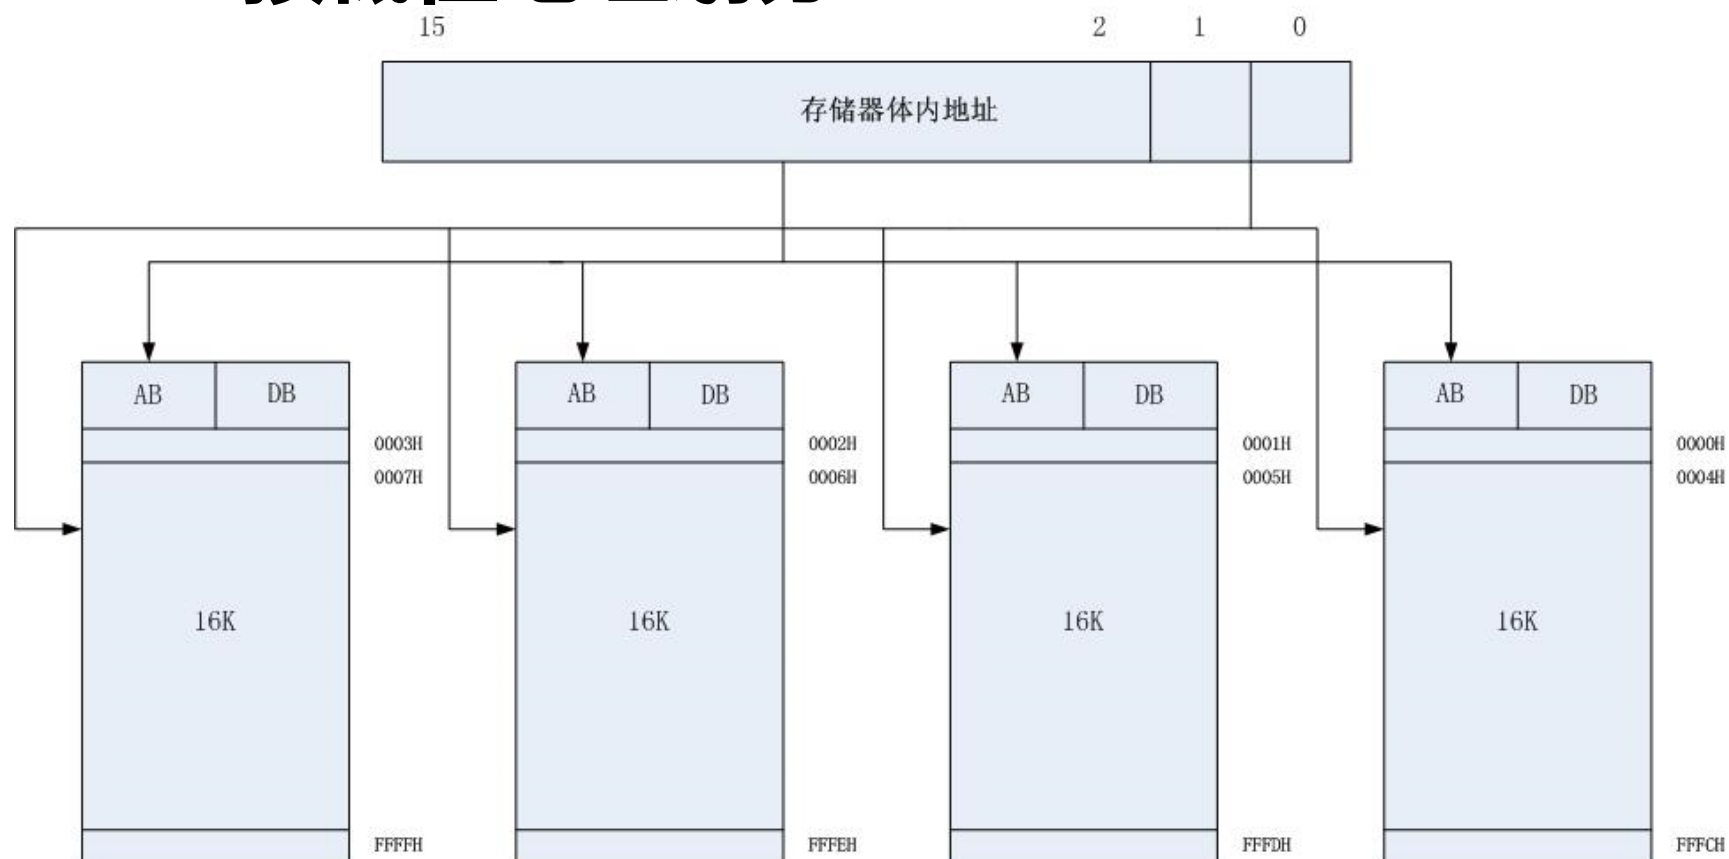 15 2 1 0
存储器体内地址
AB DB AB DB AB DB AB DB
0003H 0002H 0001H 0000H
0007H 0006H 0005H 0004H
16K 16K 16K 16K
FFFFH FFFEH FFFDH FFFCH